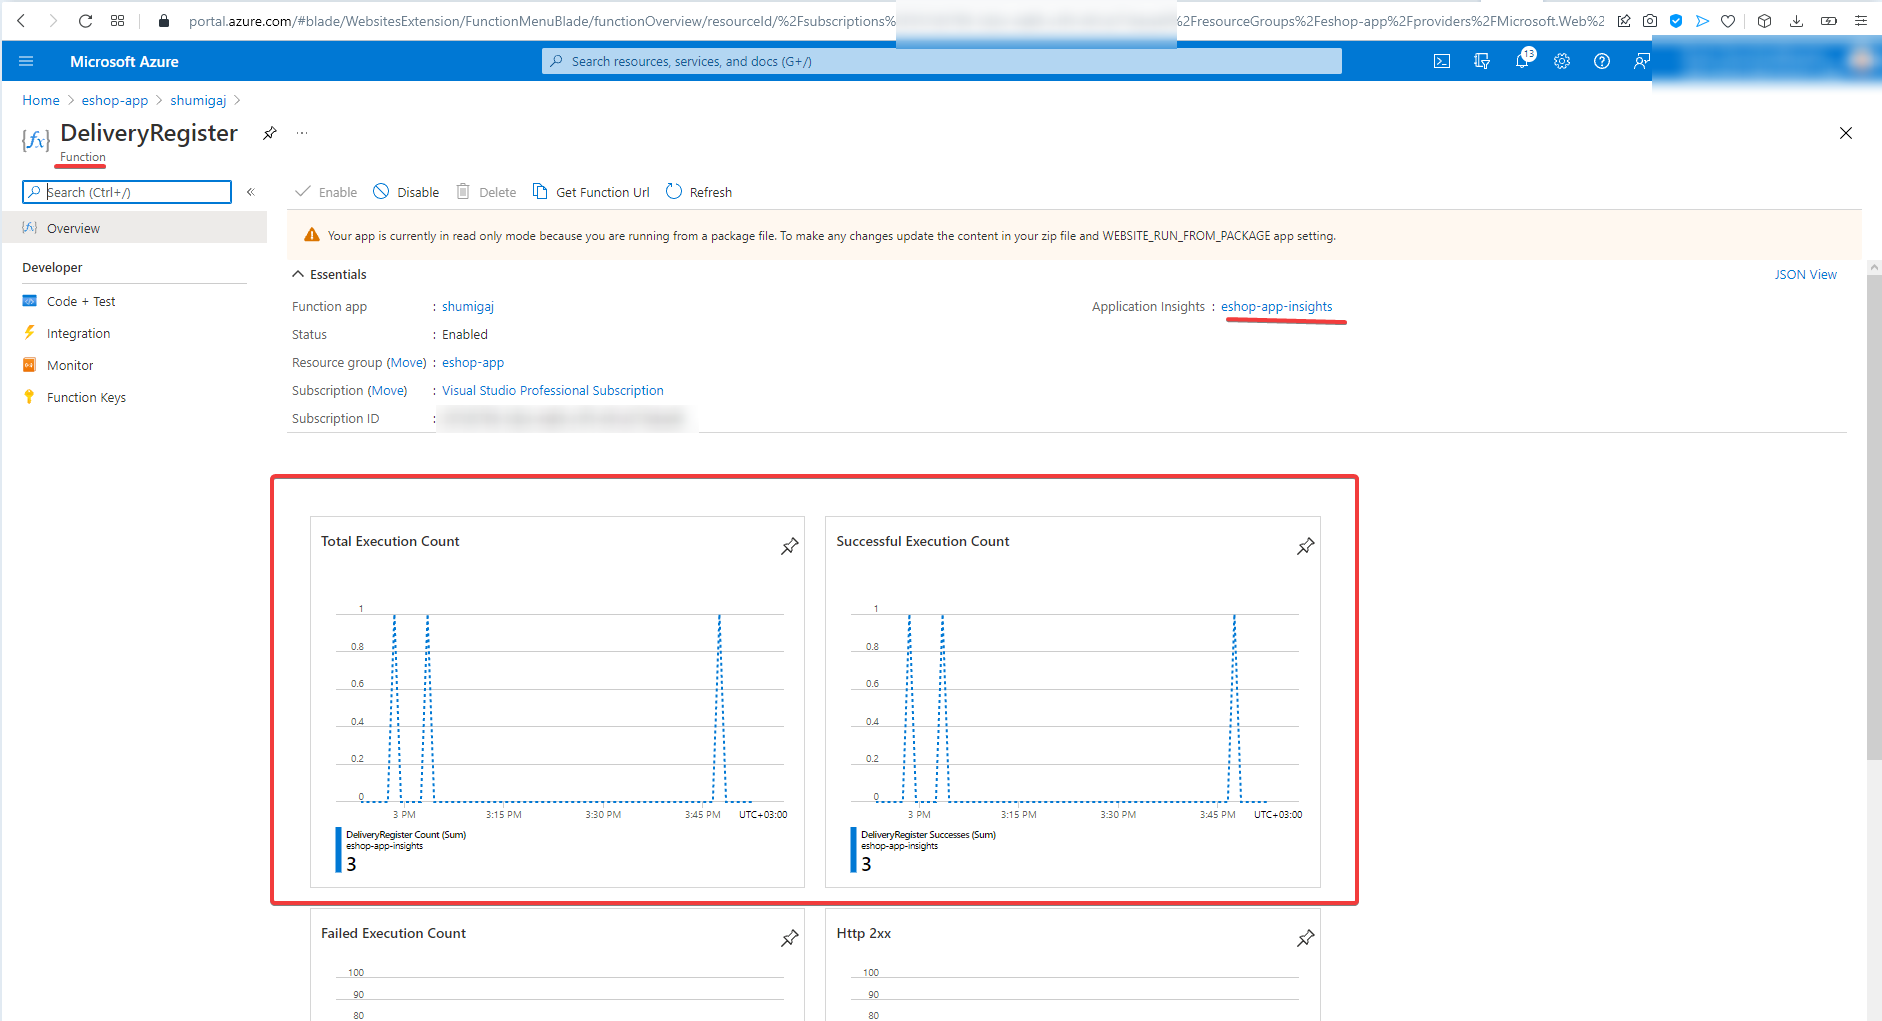 portal.azure.com/#blade/WebsitesExtension/FunctionMenuBlade/functionOverview/resourceId/%2Fsubscriptions%
%2FresourceGroups%2Feshop-app%2Fproviders%2FMicrosoft.Web%2
Microsoft Azure
Search resources, services, and docs (G+/)
13
Home > eshop-app > shumigaj >
{fx}
DeliveryRegister
...
Function
Search (Ctrl+/)
«
Enable
Disable
Delete
Get Function Url
Refresh
Overview
Your app is currently in read only mode because you are running from a package file. To make any changes update the content in your zip file and WEBSITE_RUN_FROM_PACKAGE app setting.
Developer
Code + Test
Integration
Monitor
Function Keys
Essentials
JSON View
Function app : shumigaj
Application Insights : eshop-app-insights
Status : Enabled
Resource group (Move) : eshop-app
Subscription (Move) : Visual Studio Professional Subscription
Subscription ID :
Total Execution Count
1
0.8
0.6
0.4
0.2
0
3 PM 3:15 PM 3:30 PM 3:45 PM UTC+03:00
DeliveryRegister Count (Sum)
eshop-app-insights
3
Successful Execution Count
1
0.8
0.6
0.4
0.2
0
3 PM 3:15 PM 3:30 PM 3:45 PM UTC+03:00
DeliveryRegister Successes (Sum)
eshop-app-insights
3
Failed Execution Count
100
90
80
Http 2xx
100
90
80